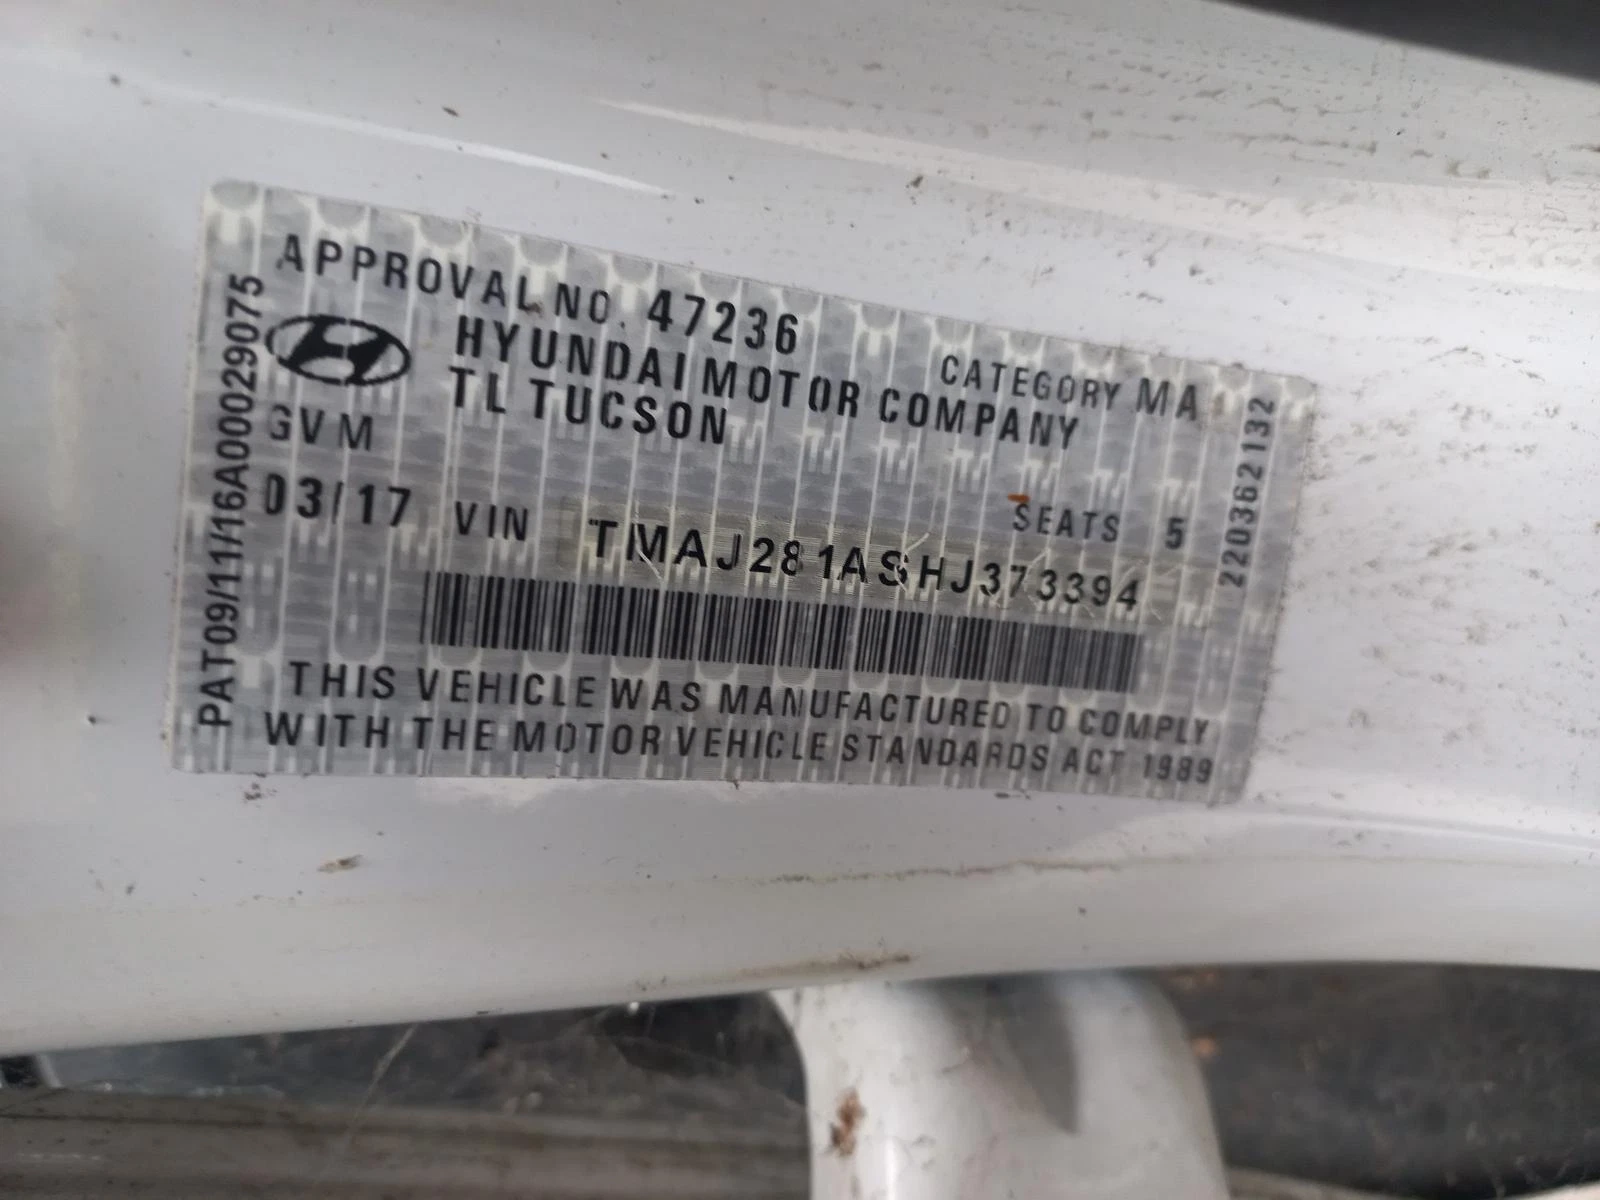 APPROVAL NO. 47236
CATEGORY MA
HYUNDAI MOTOR COMPANY
TL TUCSON
GVM
SEATS 5
03/17 VIN TMAJ281ASHJ373394
THIS VEHICLE WAS MANUFACTURED TO COMPLY
WITH THE MOTOR VEHICLE STANDARDS ACT 1989
PAT09/11/16A00029075
220362132